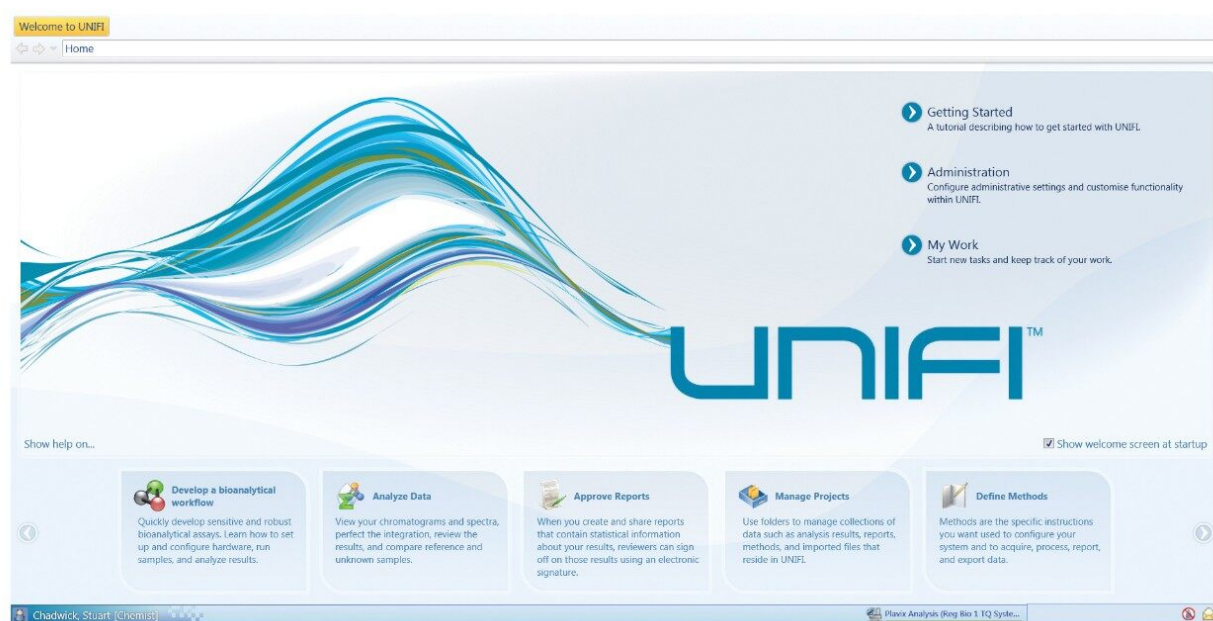 Welcome to UNIFI
Home
Getting Started
A tutorial describing how to get started with UNIFI.
Administration
Configure administrative settings and customise functionality
within UNIFI.
My Work
Start new tasks and keep track of your work.
UNIFI™
Show help on...
Show welcome screen at startup
Develop a bioanalytical
workflow
Quickly develop sensitive and robust
bioanalytical assays. Learn how to set
up and configure hardware, run
samples, and analyze results.
Analyze Data
View your chromatograms and spectra,
perfect the integration, review the
results, and compare reference and
unknown samples.
Approve Reports
When you create and share reports
that contain statistical information
about your results, reviewers can sign
off on those results using an electronic
signature.
Manage Projects
Use folders to manage collections of
data such as analysis results, reports,
methods, and imported files that
reside in UNIFI.
Define Methods
Methods are the specific instructions
you want used to configure your
system and to acquire, process, report,
and export data.
Chadwick, Stuart (Chemist)
Plavix Analysis (Reg Bio 1 TQ Syste...